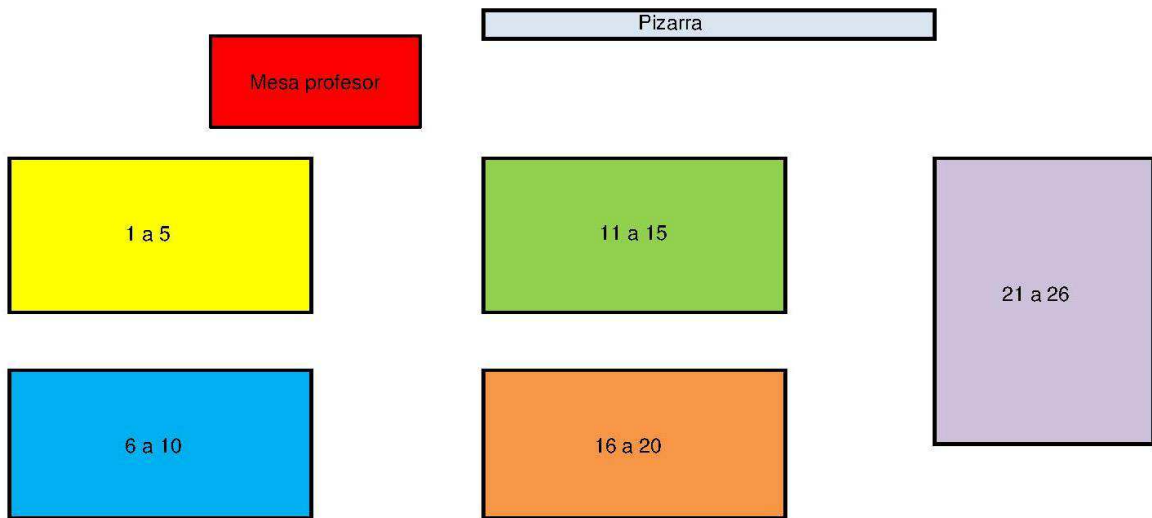 Pizarra
Mesa profesor
1 a 5
11 a 15
21 a 26
6 a 10
16 a 20